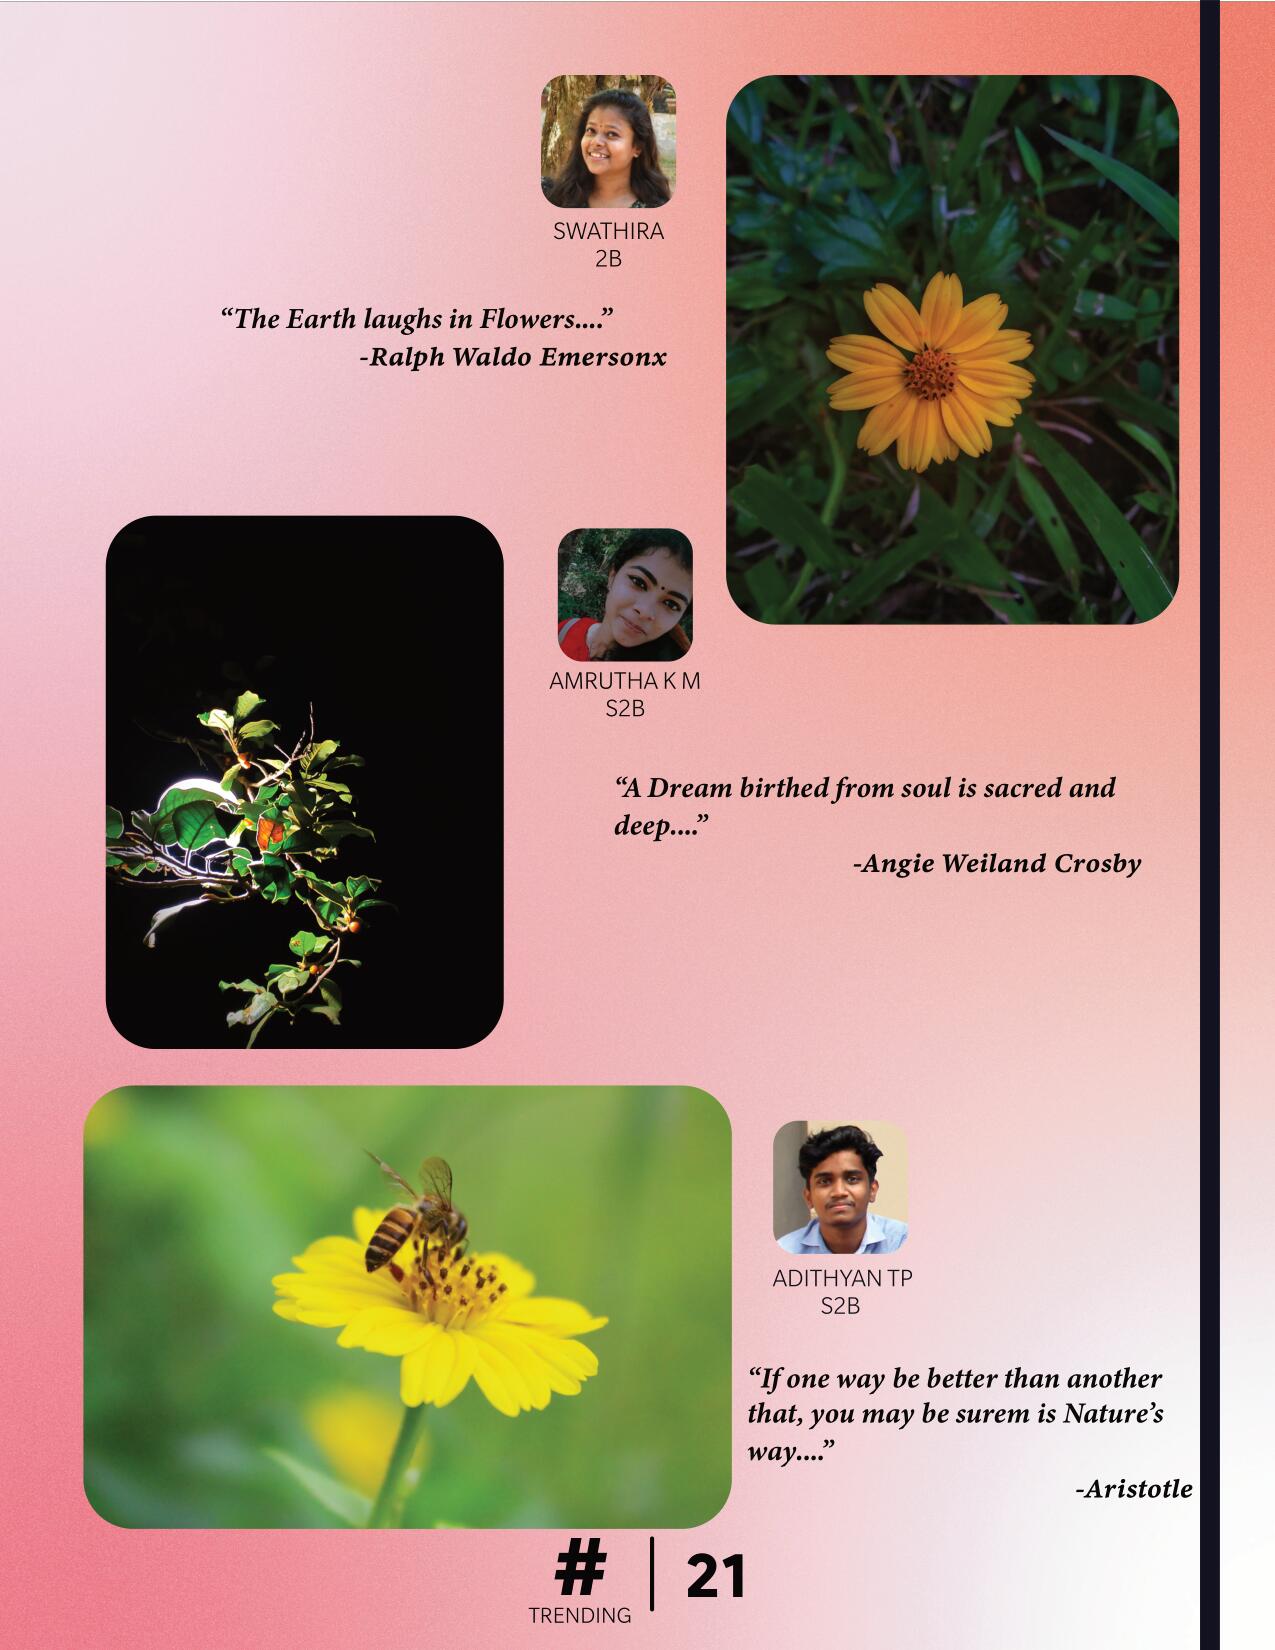 SWATHIRA
2B
“The Earth laughs in Flowers....”
-Ralph Waldo Emersonx
AMRUTHA K M
S2B
“A Dream birthed from soul is sacred and
deep....”
-Angie Weiland Crosby
ADITHYAN TP
S2B
“If one way be better than another
that, you may be surem is Nature’s
way....”
-Aristotle
# | 21
TRENDING